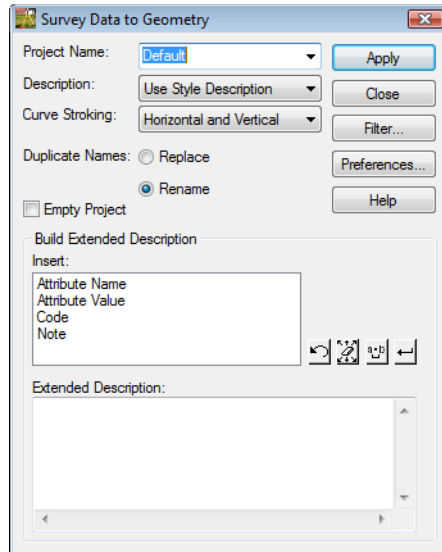 Survey Data to Geometry
Project Name: Default Apply
Description: Use Style Description Close
Curve Stroking: Horizontal and Vertical Filter...
Duplicate Names: Replace Preferences...
Rename
Empty Project Help
Build Extended Description
Insert:
Attribute Name
Attribute Value
Code
Note
a b
Extended Description: